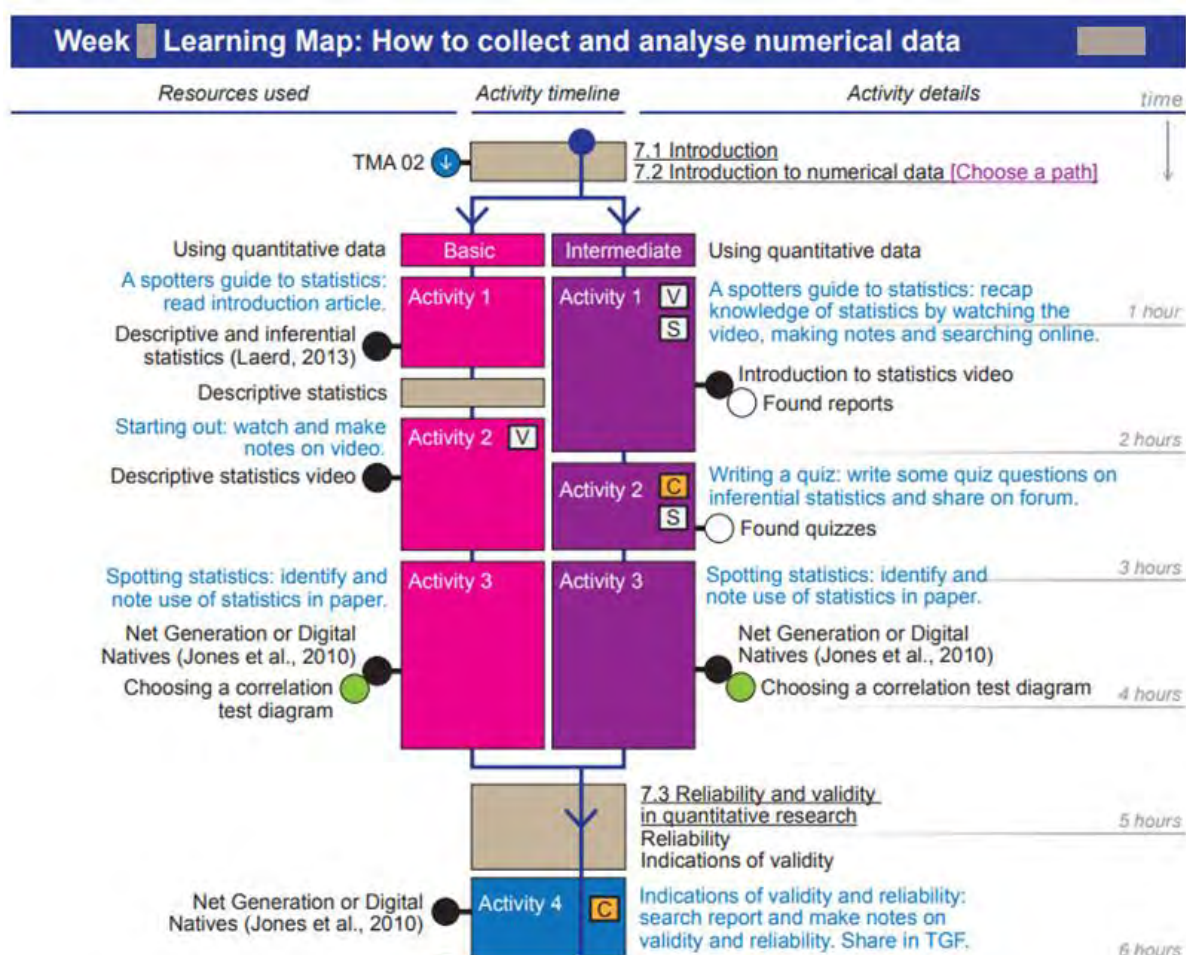 Week Learning Map: How to collect and analyse numerical data
Resources used
Activity timeline
Activity details
time
TMA 02
7.1 Introduction
7.2 Introduction to numerical data [Choose a path]
Using quantitative data
Basic
Intermediate
Using quantitative data
A spotters guide to statistics:
read introduction article.
Activity 1
Descriptive and inferential
statistics (Laerd, 2013)
Activity 1
V
S
A spotters guide to statistics: recap
knowledge of statistics by watching the
video, making notes and searching online.
1 hour
Introduction to statistics video
Found reports
Descriptive statistics
Starting out: watch and make
notes on video.
Activity 2
V
Descriptive statistics video
2 hours
Activity 2
C
S
Writing a quiz: write some quiz questions on
inferential statistics and share on forum.
Found quizzes
3 hours
Spotting statistics: identify and
note use of statistics in paper.
Activity 3
Net Generation or Digital
Natives (Jones et al., 2010)
Choosing a correlation
test diagram
Activity 3
Spotting statistics: identify and
note use of statistics in paper.
Net Generation or Digital
Natives (Jones et al., 2010)
Choosing a correlation test diagram
4 hours
7.3 Reliability and validity
in quantitative research
Reliability
Indications of validity
5 hours
Net Generation or Digital
Natives (Jones et al., 2010)
Activity 4
C
Indications of validity and reliability:
search report and make notes on
validity and reliability. Share in TGF.
6 hours